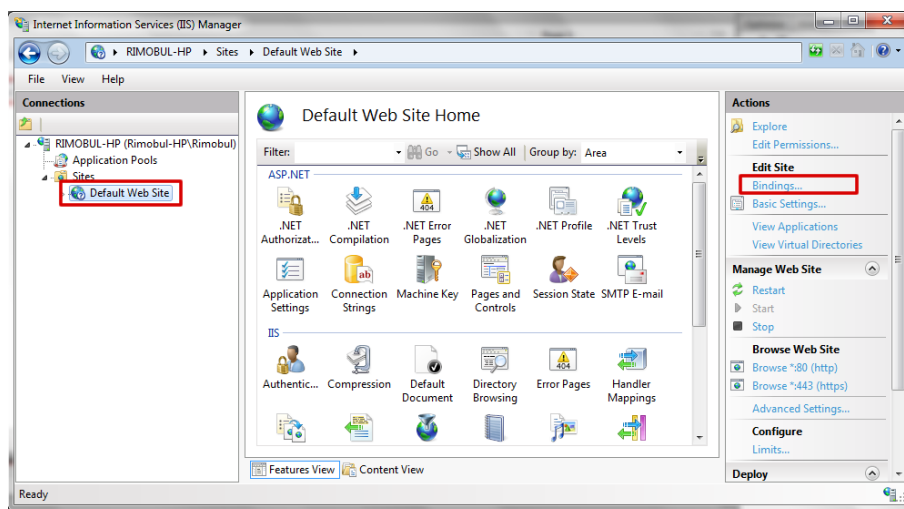 Internet Information Services (IIS) Manager
RIMOBUL-HP Sites Default Web Site
File View Help
Connections
RIMOBUL-HP (Rimobul-HP\Rimobul)
Application Pools
Sites
Default Web Site
Default Web Site Home
Filter: Go Show All Group by: Area
ASP.NET
.NET Authorizat...
.NET Compilation
.NET Error Pages
.NET Globalization
.NET Profile
.NET Trust Levels
Application Settings
Connection Strings
Machine Key
Pages and Controls
Session State
SMTP E-mail
IIS
Authentic...
Compression
Default Document
Directory Browsing
Error Pages
Handler Mappings
Features View Content View
Actions
Explore
Edit Permissions...
Edit Site
Bindings...
Basic Settings...
View Applications
View Virtual Directories
Manage Web Site
Restart
Start
Stop
Browse Web Site
Browse *:80 (http)
Browse *:443 (https)
Advanced Settings...
Configure
Limits...
Deploy
Ready